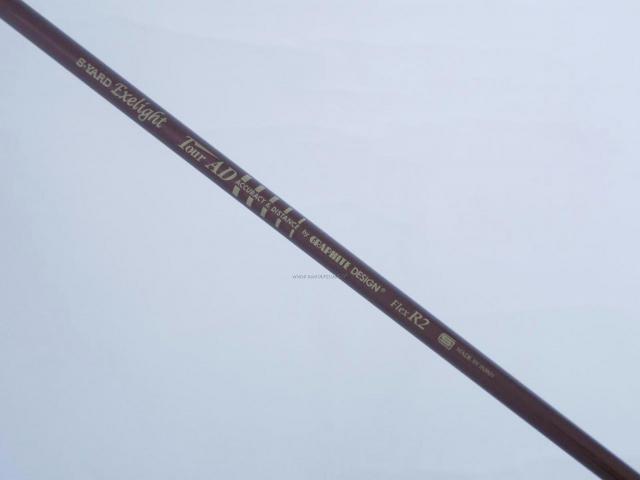 S-YARD Exelight Tour AD ACCURACY & DISTANCE by GRAPHITE DESIGN® Flex R2 S MADE IN JAPAN